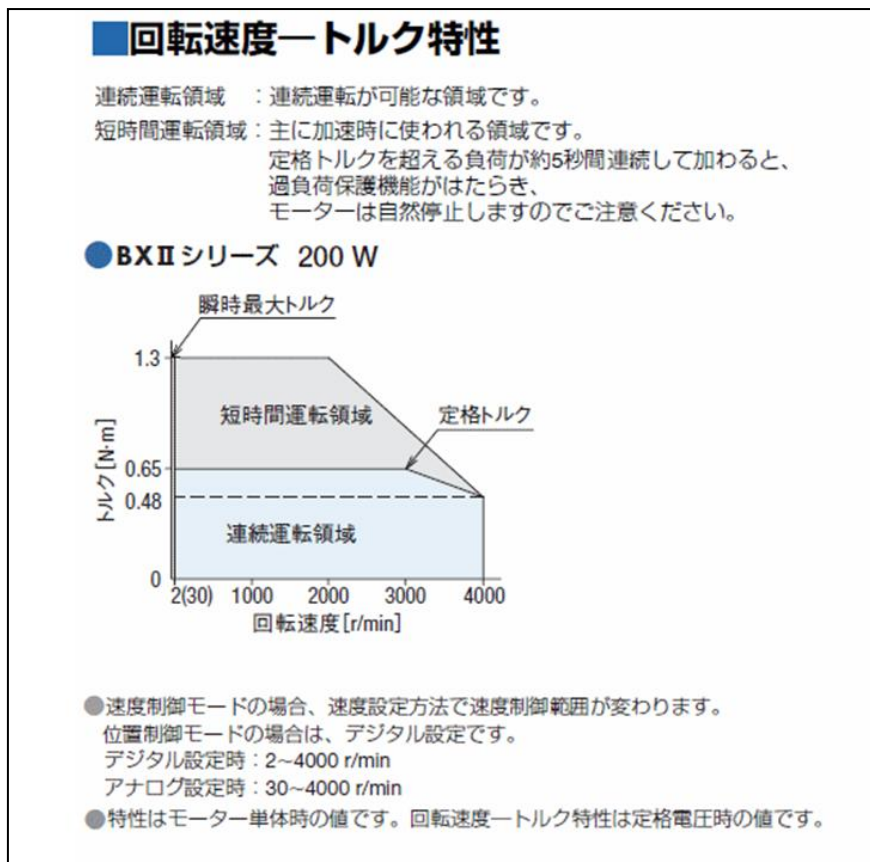 ■回転速度―トルク特性
連続運転領域 :連続運転が可能な領域です。
短時間運転領域:主に加速時に使われる領域です。
定格トルクを超える負荷が約5秒間連続して加わると、
過負荷保護機能がはたらき、
モーターは自然停止しますのでご注意ください。
●BXⅡシリーズ 200 W
瞬時最大トルク
1.3
短時間運転領域
定格トルク
トルク[N·m]
0.65
0.48
連続運転領域
0
2(30) 1000 2000 3000 4000
回転速度[r/min]
●速度制御モードの場合、速度設定方法で速度制御範囲が変わります。
位置制御モードの場合は、デジタル設定です。
デジタル設定時:2~4000 r/min
アナログ設定時:30~4000 r/min
●特性はモーター単体時の値です。回転速度―トルク特性は定格電圧時の値です。